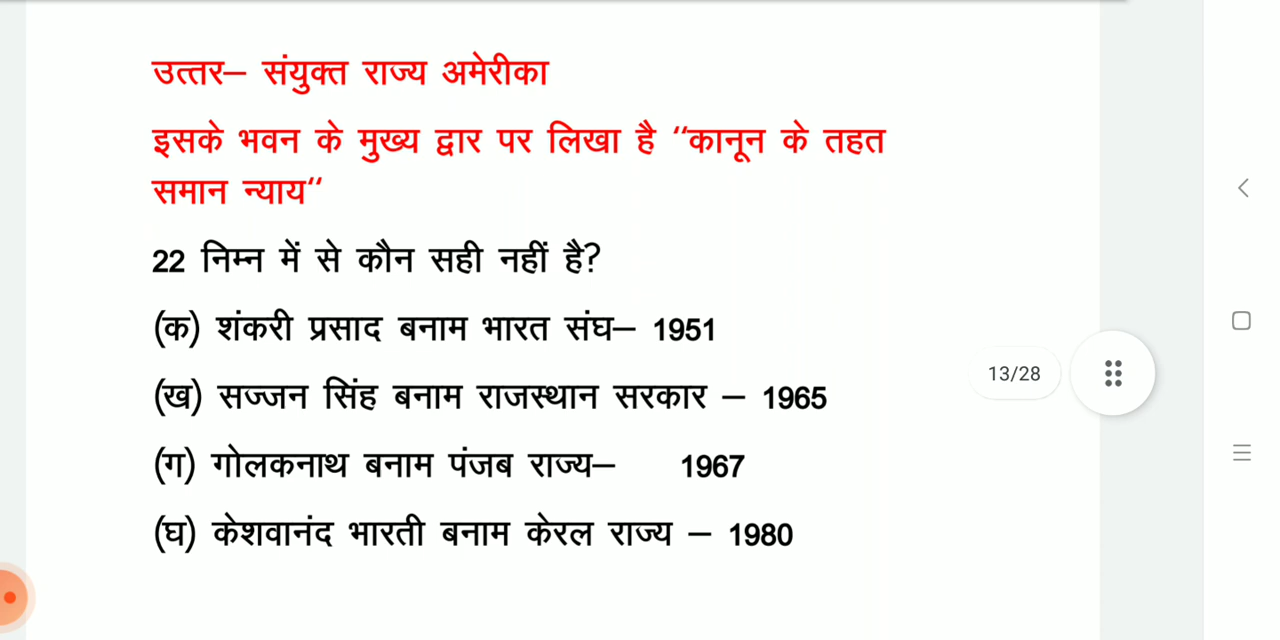 उत्तर– संयुक्त राज्य अमेरीका
इसके भवन के मुख्य द्वार पर लिखा है “कानून के तहत
समान न्याय“
22 निम्न में से कौन सही नहीं है?
(क) शंकरी प्रसाद बनाम भारत संघ– 1951
(ख) सज्जन सिंह बनाम राजस्थान सरकार – 1965
(ग) गोलकनाथ बनाम पंजब राज्य– 1967
(घ) केशवानंद भारती बनाम केरल राज्य – 1980
13/28